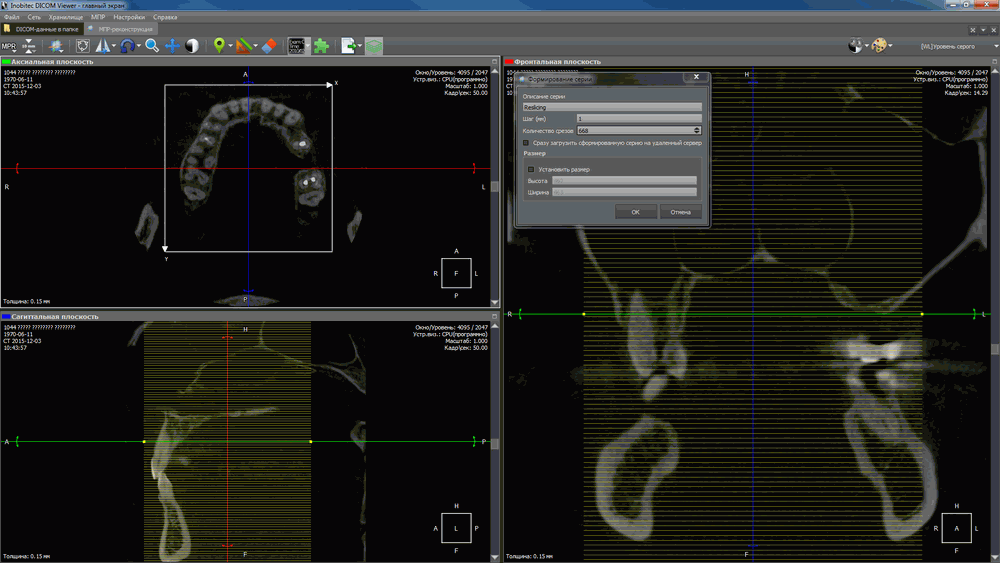 Inobitec DICOM Viewer - главный экран
Файл Сеть Хранилище МПР Настройки Справка
DICOM-данные в папке МПР-реконструкция
MPR
[WL]Уровень серого
Аксиальная плоскость
1044 ????? ???????? ????????
1970-06-11
CT 2015-12-03
10:43:57
Окно/Уровень: 4095 / 2047
Устр.виз.: CPU(программно)
Масштаб: 1.000
Кадр\сек: 50.00
A
X
R
L
Y
P
A
R F L
P
Толщина: 0.15 мм
Сагиттальная плоскость
1044 ????? ???????? ????????
1970-06-11
CT 2015-12-03
10:43:57
H
Окно/Уровень: 4095 / 2047
Устр.виз.: CPU(программно)
Масштаб: 1.000
Кадр\сек: 50.00
A
P
F
H
A L P
F
Толщина: 0.15 мм
Фронтальная плоскость
H
Окно/Уровень: 4095 / 2047
Устр.виз.: CPU(программно)
Масштаб: 1.000
Кадр\сек: 14.29
Формирование серии
Описание серии
Reslicing
Шаг (мм) 1
Количество срезов 668
Сразу загрузить сформированную серию на удаленный сервер
Размер
Установить размер
Высота
Ширина
ОК Отмена
R
L
F
H
R A L
F
Толщина: 0.15 мм